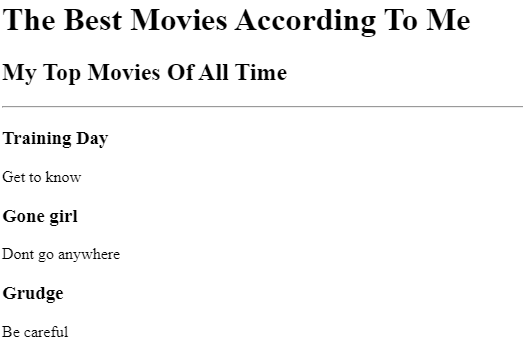 The Best Movies According To Me
My Top Movies Of All Time
Training Day
Get to know
Gone girl
Dont go anywhere
Grudge
Be careful